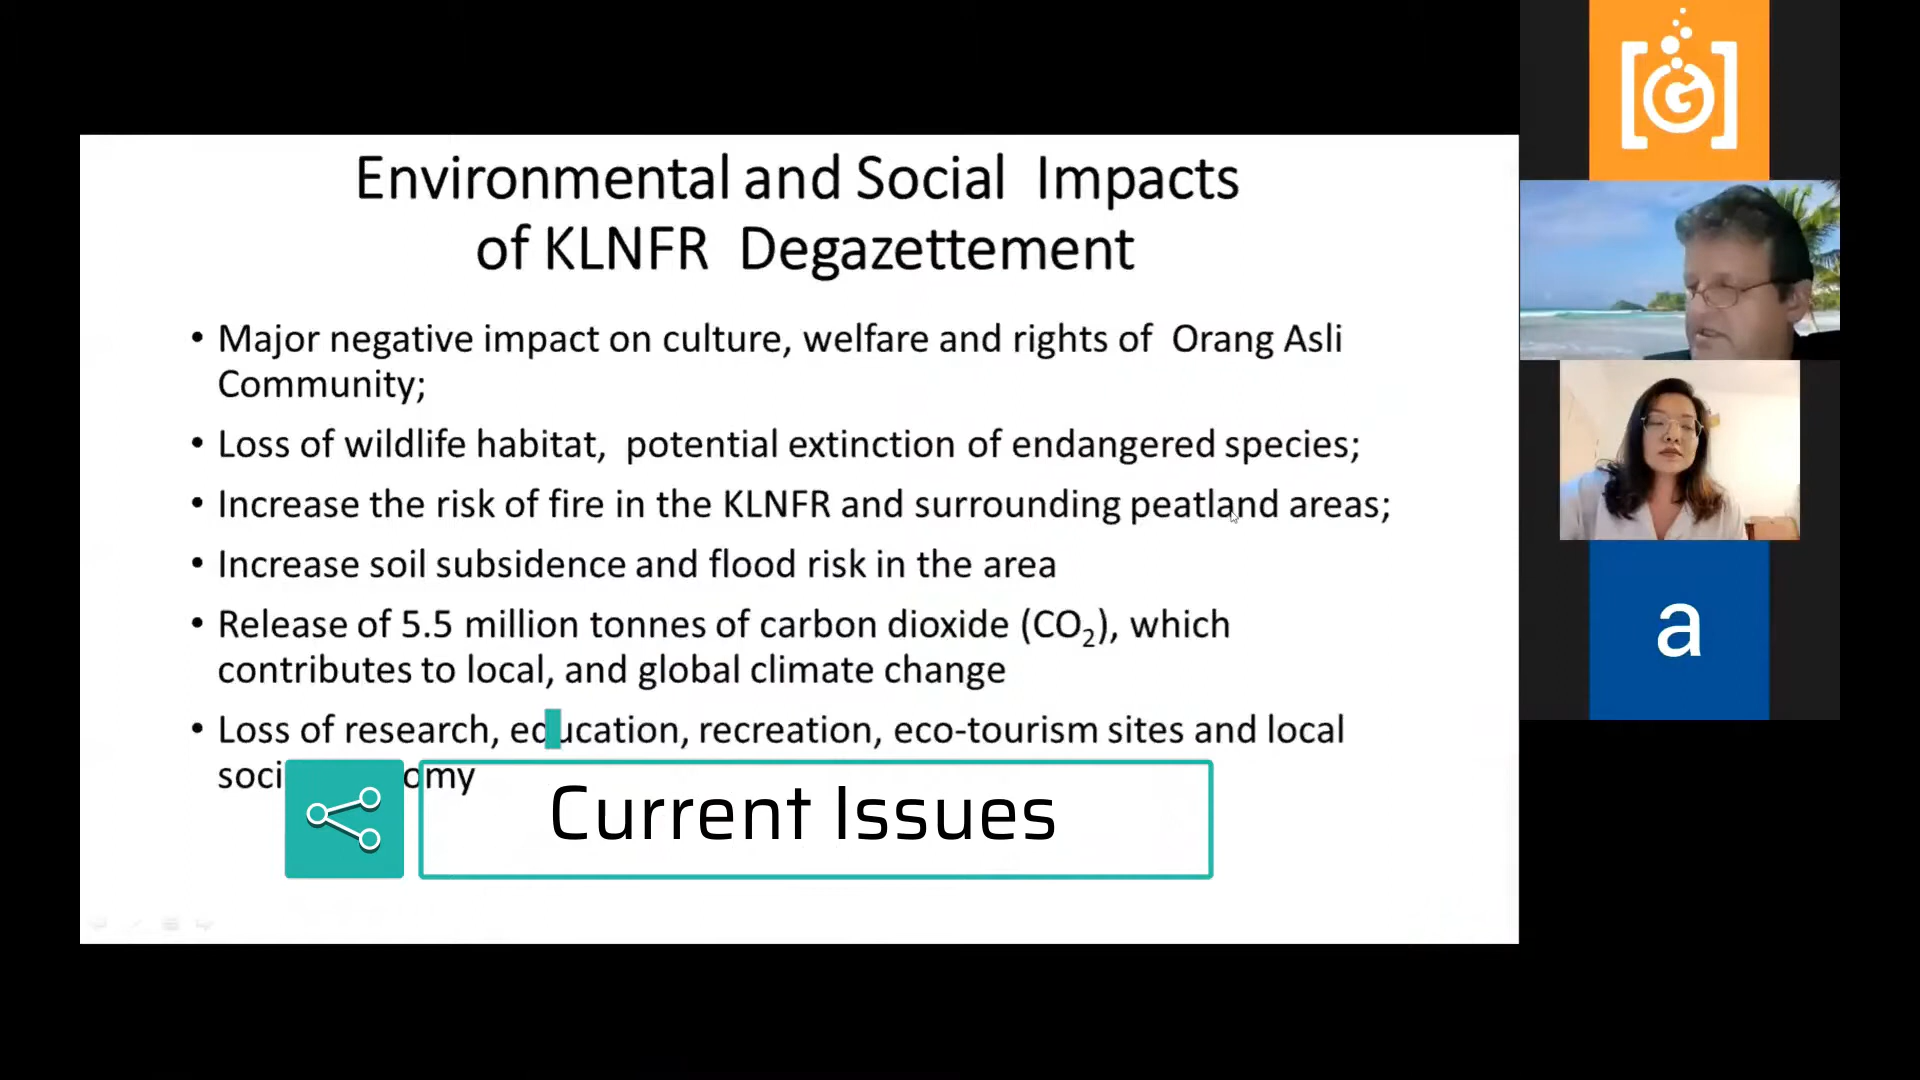 Environmental and Social Impacts
of KLNFR Degazettement
• Major negative impact on culture, welfare and rights of Orang Asli
Community;
• Loss of wildlife habitat, potential extinction of endangered species;
• Increase the risk of fire in the KLNFR and surrounding peatland areas;
• Increase soil subsidence and flood risk in the area
• Release of 5.5 million tonnes of carbon dioxide (CO₂), which
contributes to local, and global climate change
• Loss of research, education, recreation, eco-tourism sites and local
Current Issues
[G]
a